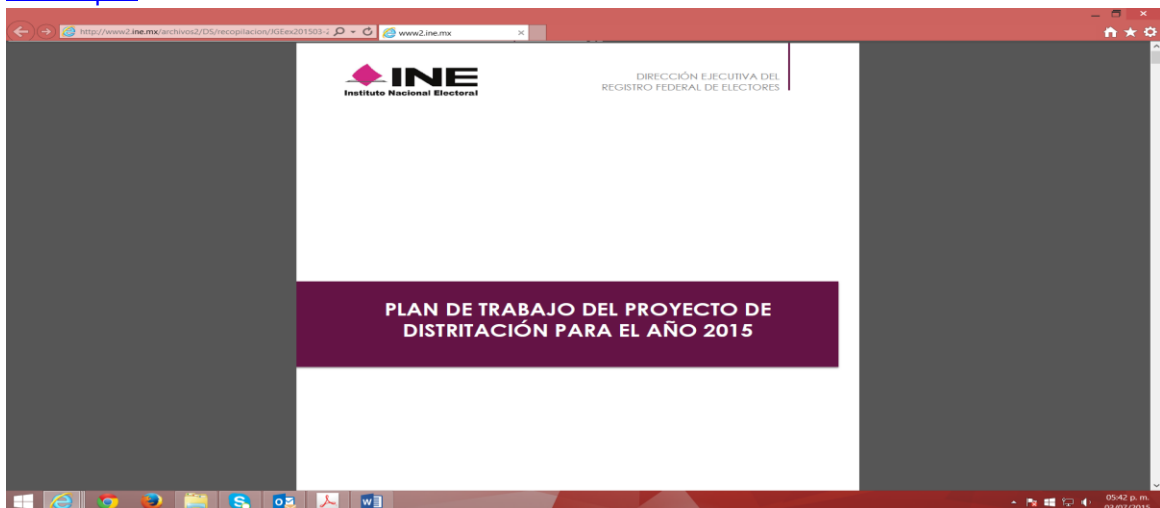 http://www2.ine.mx/archivos2/DS/recopilacion/JGEex201503-2
www2.ine.mx
INE
Instituto Nacional Electoral
DIRECCIÓN EJECUTIVA DEL
REGISTRO FEDERAL DE ELECTORES
PLAN DE TRABAJO DEL PROYECTO DE
DISTRITACIÓN PARA EL AÑO 2015
05:42 p. m.